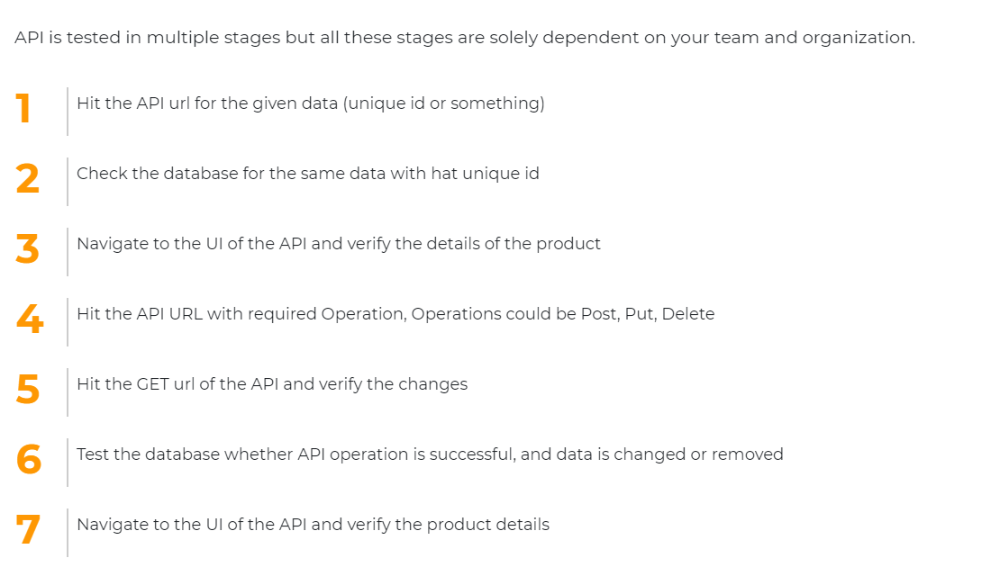 API is tested in multiple stages but all these stages are solely dependent on your team and organization.
1 Hit the API url for the given data (unique id or something)
2 Check the database for the same data with hat unique id
3 Navigate to the UI of the API and verify the details of the product
4 Hit the API URL with required Operation, Operations could be Post, Put, Delete
5 Hit the GET url of the API and verify the changes
6 Test the database whether API operation is successful, and data is changed or removed
7 Navigate to the UI of the API and verify the product details